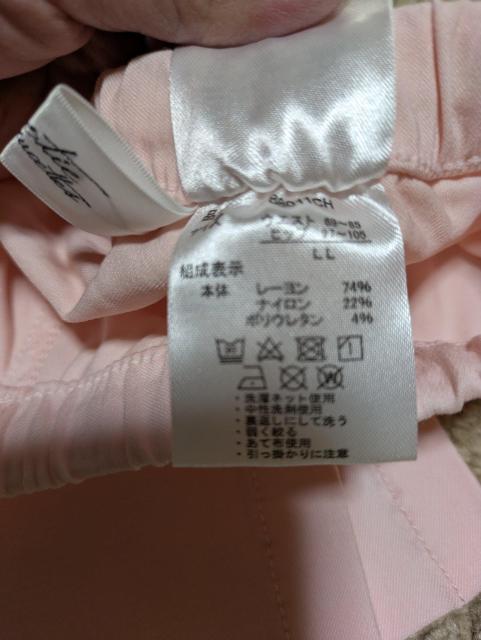 サイズ ウエスト 69~85
ヒップ 97~105
LL
組成表示
本体 レーヨン 74%
ナイロン 22%
ポリウレタン 4%
・洗濯ネット使用
・中性洗剤使用
・裏返しにして洗う
・弱く絞る
・あて布使用
・引っ掛かりに注意